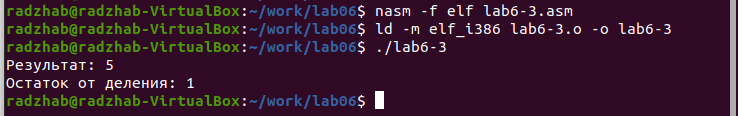 radzhab@radzhab-VirtualBox:~/work/lab06$ nasm -f elf lab6-3.asm
radzhab@radzhab-VirtualBox:~/work/lab06$ ld -m elf_i386 lab6-3.o -o lab6-3
radzhab@radzhab-VirtualBox:~/work/lab06$ ./lab6-3
Результат: 5
Остаток от деления: 1
radzhab@radzhab-VirtualBox:~/work/lab06$